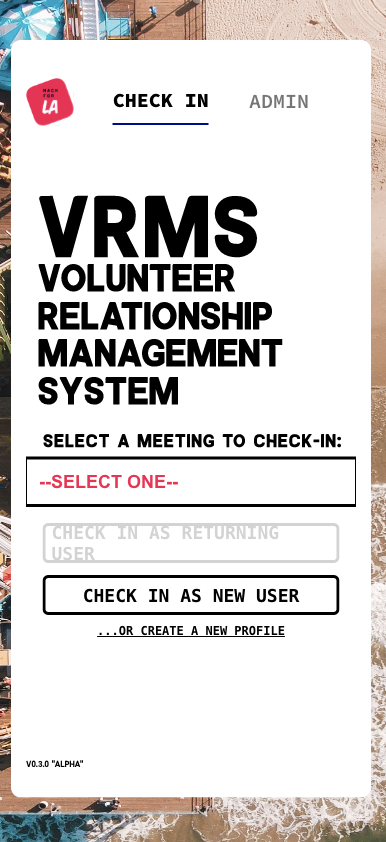 HACK
FOR
LA
CHECK IN
ADMIN
VRMS
VOLUNTEER
RELATIONSHIP
MANAGEMENT
SYSTEM
SELECT A MEETING TO CHECK-IN:
--SELECT ONE--
CHECK IN AS RETURNING
USER
CHECK IN AS NEW USER
...OR CREATE A NEW PROFILE
V0.3.0 "ALPHA"